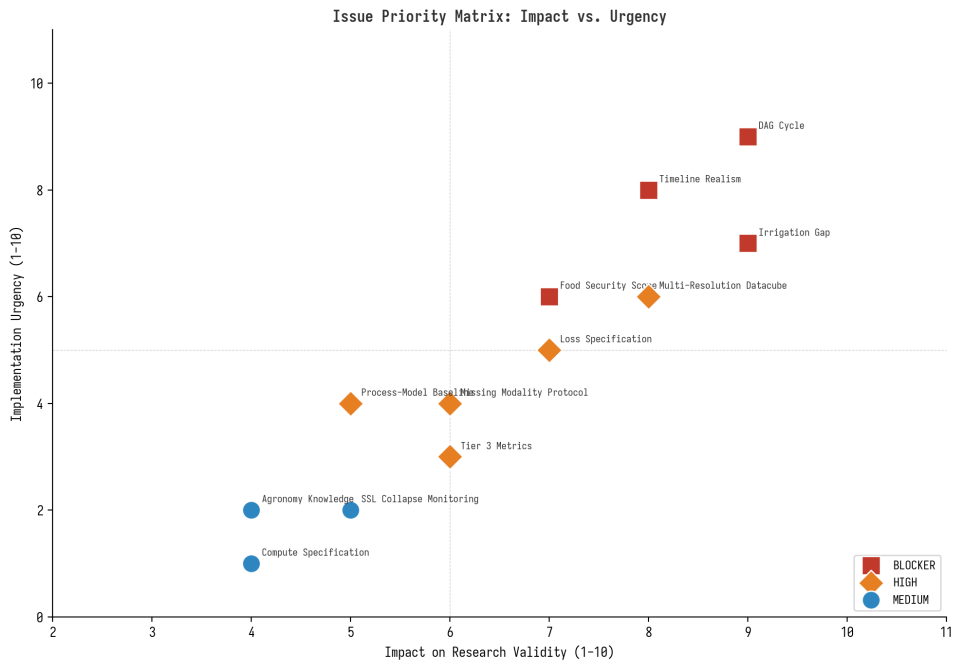 Issue Priority Matrix: Impact vs. Urgency
Implementation Urgency (1-10)
10
8
6
4
2
0
DAG Cycle
Timeline Realism
Irrigation Gap
Food Security Scope
Multi-Resolution Datacube
Loss Specification
Process-Model Baseline
Missing Modality Protocol
Tier 3 Metrics
Agronomy Knowledge
SSL Collapse Monitoring
Compute Specification
BLOCKER
HIGH
MEDIUM
2 3 4 5 6 7 8 9 10 11
Impact on Research Validity (1-10)